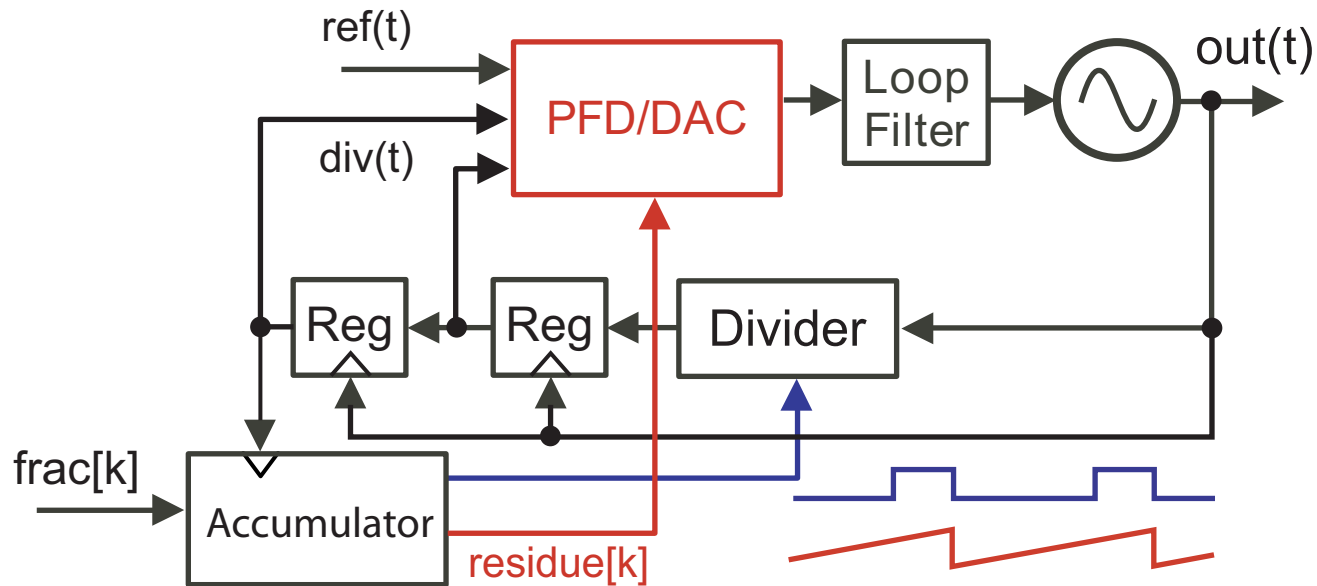 ref(t)
out(t)
PFD/DAC
Loop
Filter
div(t)
Reg
Reg
Divider
frac[k]
Accumulator
residue[k]